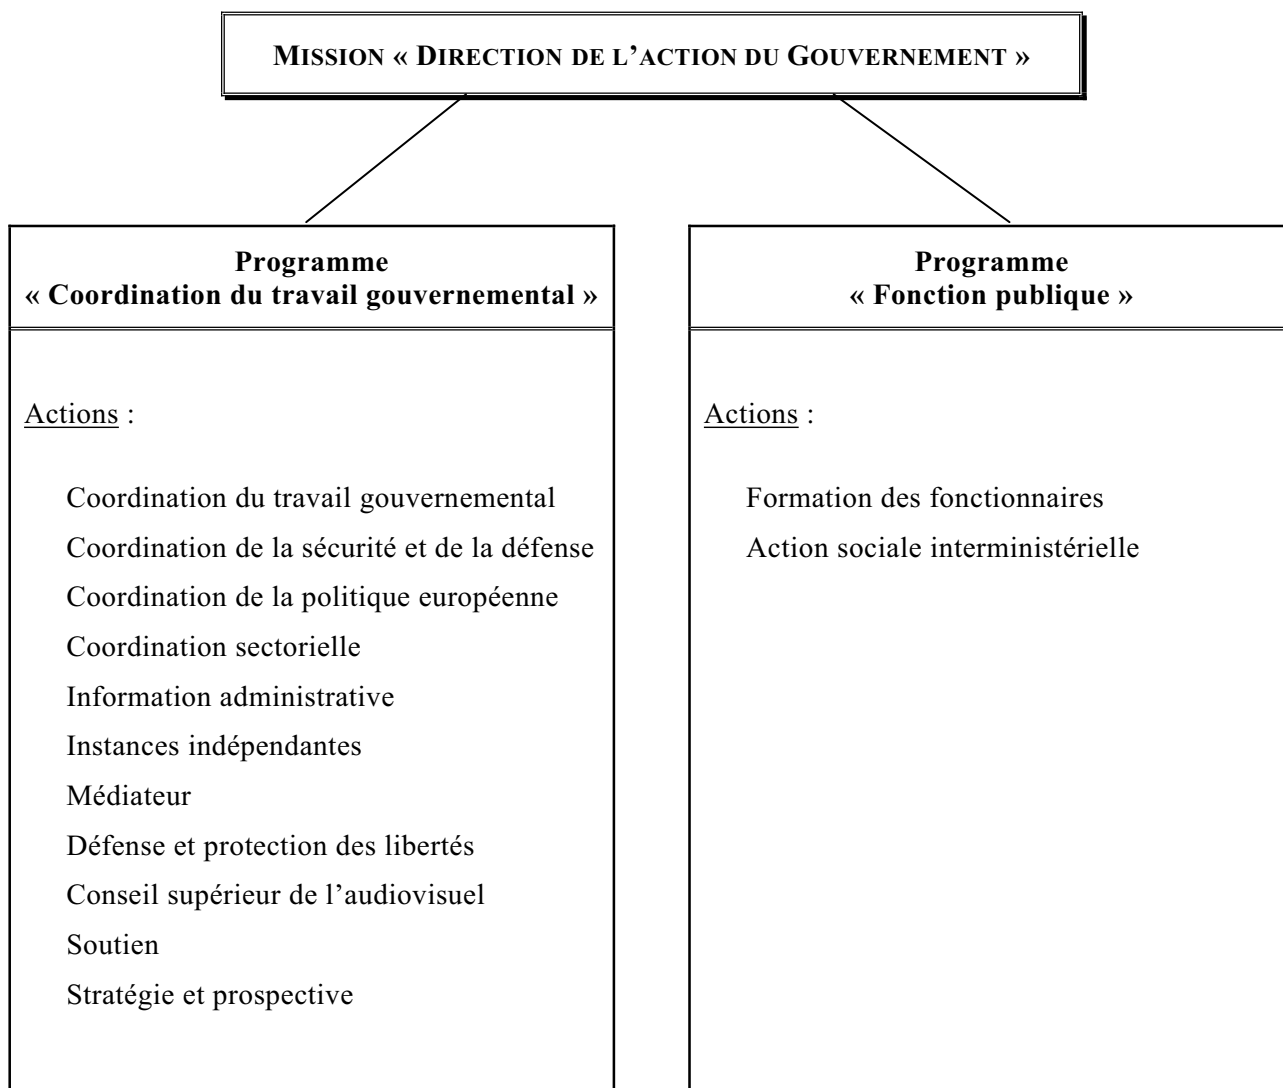 MISSION « DIRECTION DE L’ACTION DU GOUVERNEMENT »
Programme
« Coordination du travail gouvernemental »
Actions :
Coordination du travail gouvernemental
Coordination de la sécurité et de la défense
Coordination de la politique européenne
Coordination sectorielle
Information administrative
Instances indépendantes
Médiateur
Défense et protection des libertés
Conseil supérieur de l’audiovisuel
Soutien
Stratégie et prospective
Programme
« Fonction publique »
Actions :
Formation des fonctionnaires
Action sociale interministérielle